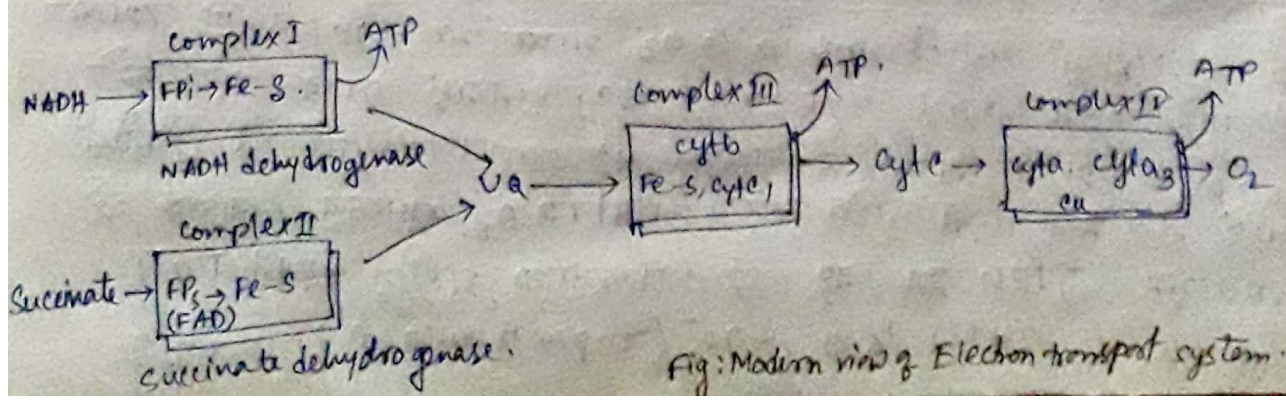 Complex I
ATP
NADH → FPi → Fe-S.
NADH dehydrogenase
Complex II
Succinate → FPs → Fe-S
(FAD)
Succinate dehydrogenase.
UQ →
Complex III
ATP.
cytb
Fe-S, cytc1
→ Cytc →
Complex IV
ATP
cyta. cyta3 → O2
cu
Fig: Modern view of Electron transport system.